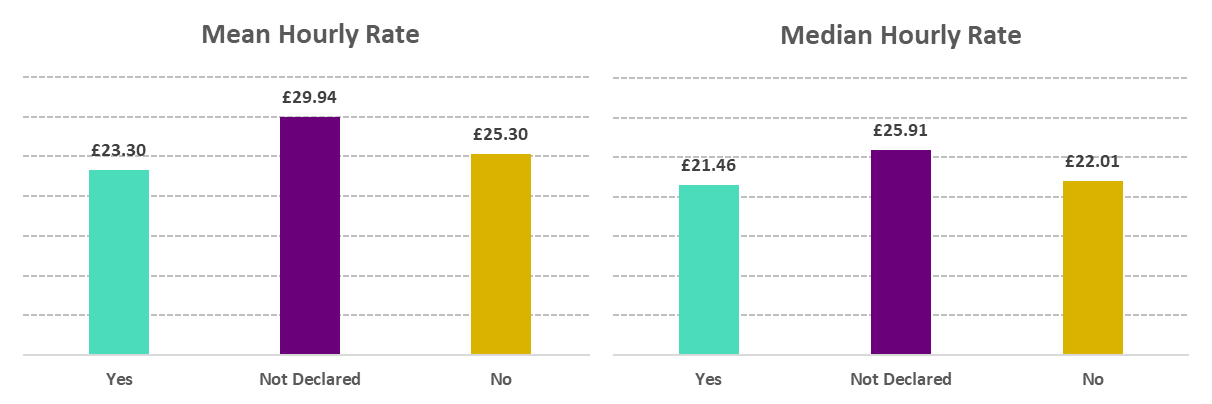 Mean Hourly Rate
£29.94
£25.30
£23.30
Yes
Not Declared
No
Median Hourly Rate
£25.91
£22.01
£21.46
Yes
Not Declared
No